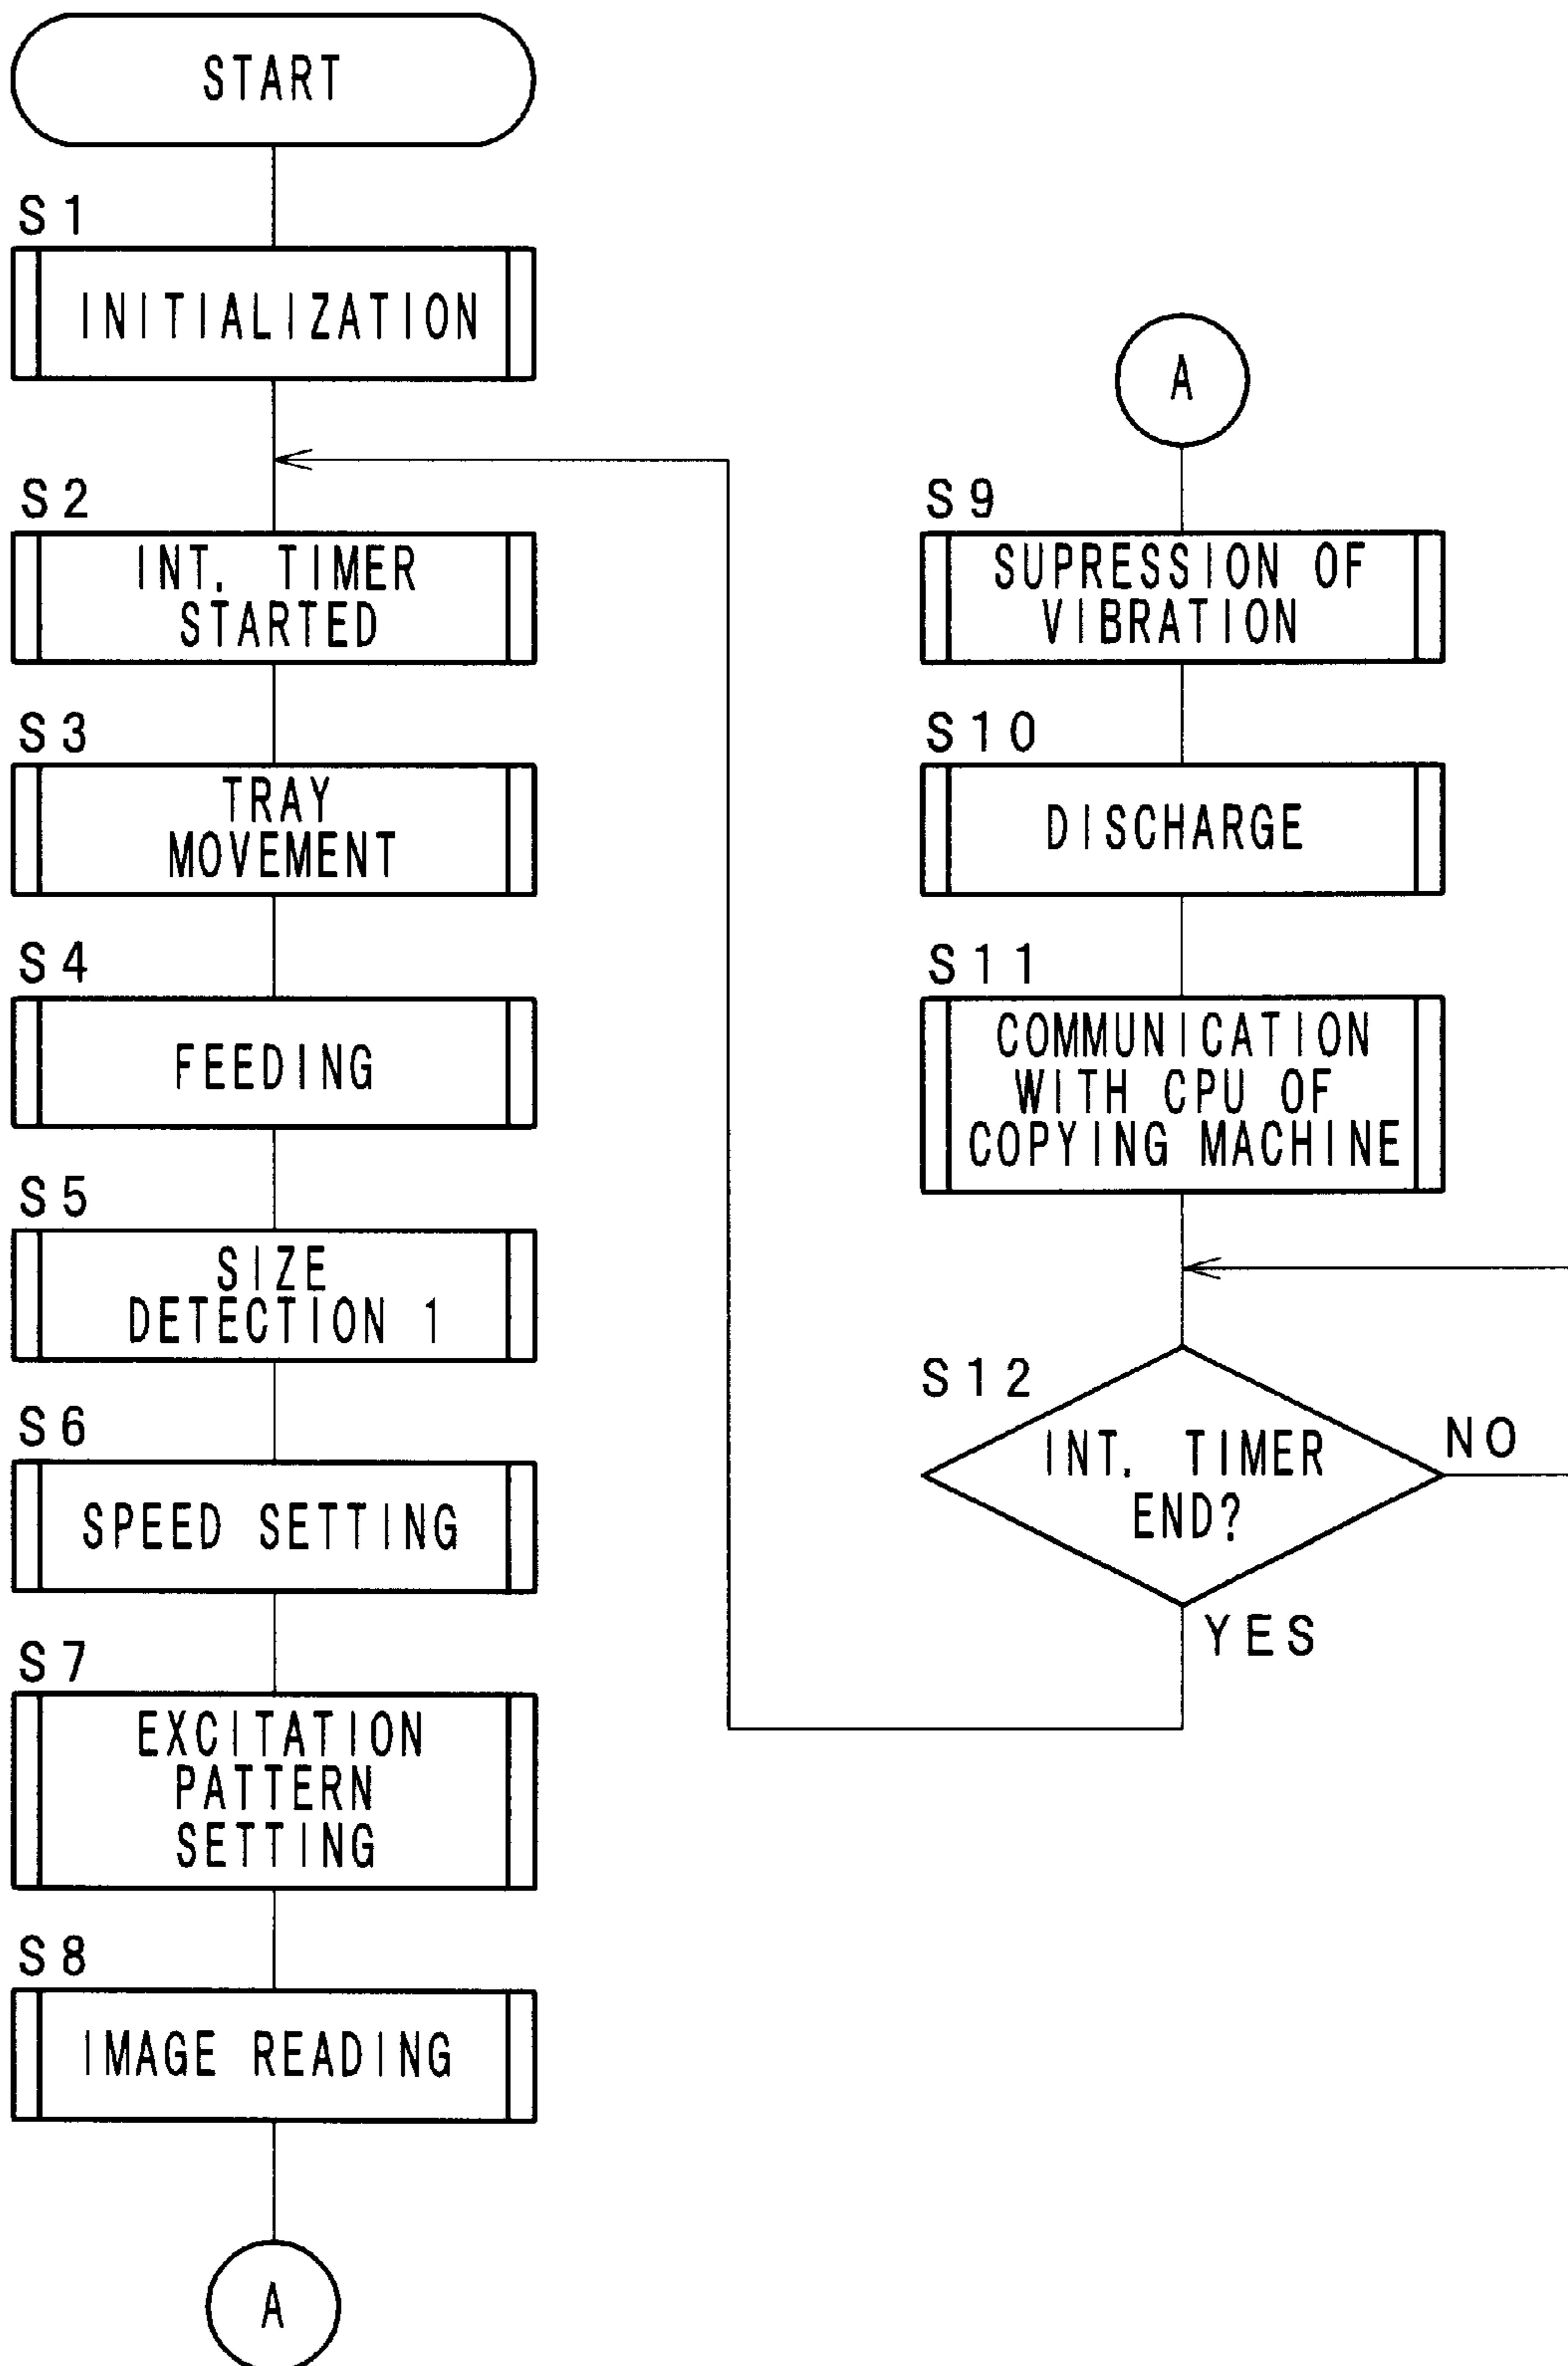 START
S1
INITIALIZATION
S2
INT. TIMER
STARTED
S3
TRAY
MOVEMENT
S4
FEEDING
S5
SIZE
DETECTION 1
S6
SPEED SETTING
S7
EXCITATION
PATTERN
SETTING
S8
IMAGE READING
A
A
S9
SUPRESSION OF
VIBRATION
S10
DISCHARGE
S11
COMMUNICATION
WITH CPU OF
COPYING MACHINE
S12
INT. TIMER
END?
NO
YES